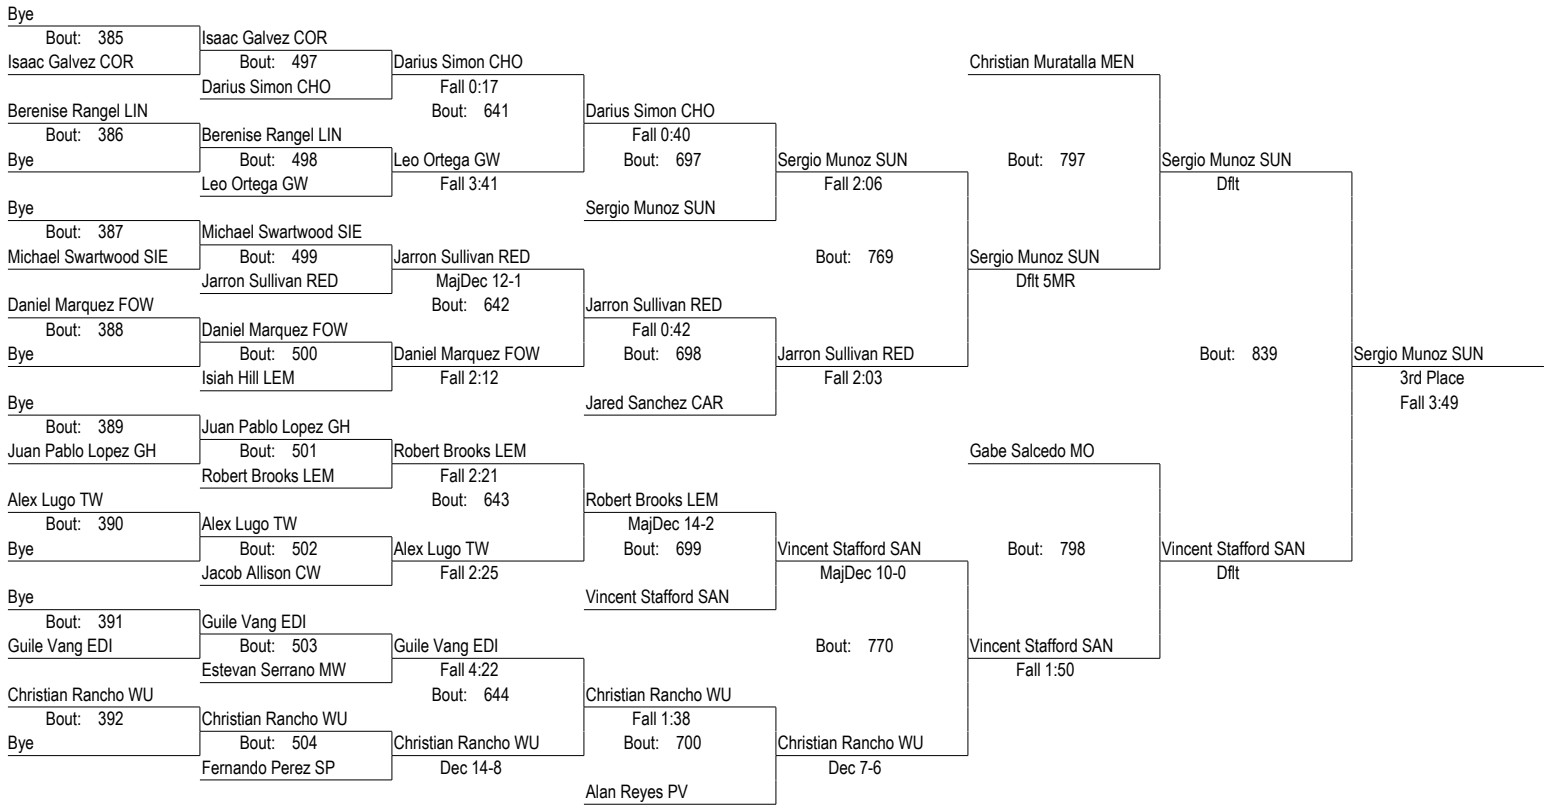 Bye
Bout: 385
Isaac Galvez COR
Isaac Galvez COR
Bout: 497
Darius Simon CHO
Darius Simon CHO
Fall 0:17
Bout: 641
Berenise Rangel LIN
Bout: 386
Bye
Berenise Rangel LIN
Bout: 498
Leo Ortega GW
Leo Ortega GW
Fall 3:41
Darius Simon CHO
Fall 0:40
Bout: 697
Sergio Munoz SUN
Sergio Munoz SUN
Fall 2:06
Bout: 769
Bye
Bout: 387
Michael Swartwood SIE
Michael Swartwood SIE
Bout: 499
Jarron Sullivan RED
Jarron Sullivan RED
MajDec 12-1
Bout: 642
Daniel Marquez FOW
Bout: 388
Bye
Daniel Marquez FOW
Bout: 500
Isiah Hill LEM
Daniel Marquez FOW
Fall 2:12
Jarron Sullivan RED
Fall 0:42
Bout: 698
Jared Sanchez CAR
Jarron Sullivan RED
Fall 2:03
Christian Muratalla MEN
Bout: 797
Sergio Munoz SUN
Dflt 5MR
Sergio Munoz SUN
Dflt
Bout: 839
Sergio Munoz SUN
3rd Place
Fall 3:49
Bye
Bout: 389
Juan Pablo Lopez GH
Juan Pablo Lopez GH
Bout: 501
Robert Brooks LEM
Robert Brooks LEM
Fall 2:21
Bout: 643
Alex Lugo TW
Bout: 390
Bye
Alex Lugo TW
Bout: 502
Jacob Allison CW
Alex Lugo TW
Fall 2:25
Robert Brooks LEM
MajDec 14-2
Bout: 699
Vincent Stafford SAN
Vincent Stafford SAN
MajDec 10-0
Bout: 770
Bye
Bout: 391
Guile Vang EDI
Guile Vang EDI
Bout: 503
Estevan Serrano MW
Guile Vang EDI
Fall 4:22
Bout: 644
Christian Rancho WU
Bout: 392
Bye
Christian Rancho WU
Bout: 504
Fernando Perez SP
Christian Rancho WU
Dec 14-8
Christian Rancho WU
Fall 1:38
Bout: 700
Alan Reyes PV
Christian Rancho WU
Dec 7-6
Gabe Salcedo MO
Bout: 798
Vincent Stafford SAN
Fall 1:50
Vincent Stafford SAN
Dflt